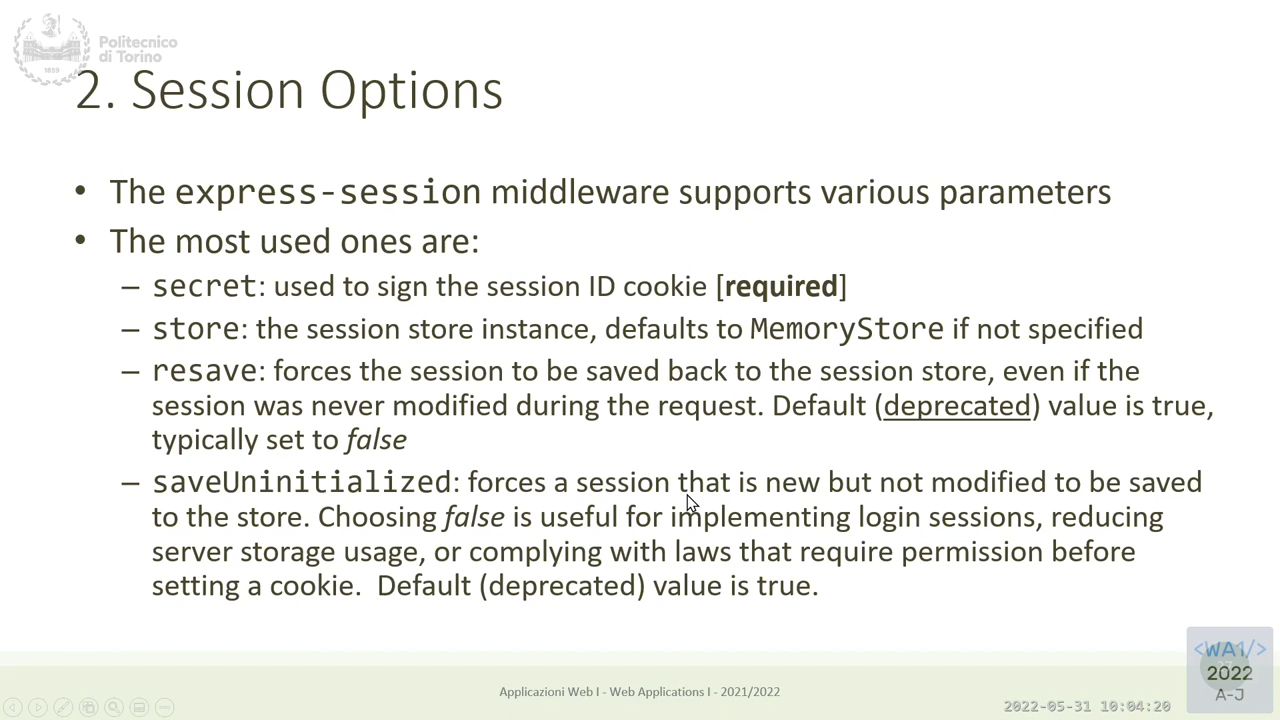 Politecnico
di Torino
1859
2. Session Options
• The express-session middleware supports various parameters
• The most used ones are:
– secret: used to sign the session ID cookie [required]
– store: the session store instance, defaults to MemoryStore if not specified
– resave: forces the session to be saved back to the session store, even if the
session was never modified during the request. Default (deprecated) value is true,
typically set to false
– saveUninitialized: forces a session that is new but not modified to be saved
to the store. Choosing false is useful for implementing login sessions, reducing
server storage usage, or complying with laws that require permission before
setting a cookie.  Default (deprecated) value is true.
<WA1/>
2022
A-J
Applicazioni Web I - Web Applications I - 2021/2022
2022-05-31 10:04:20